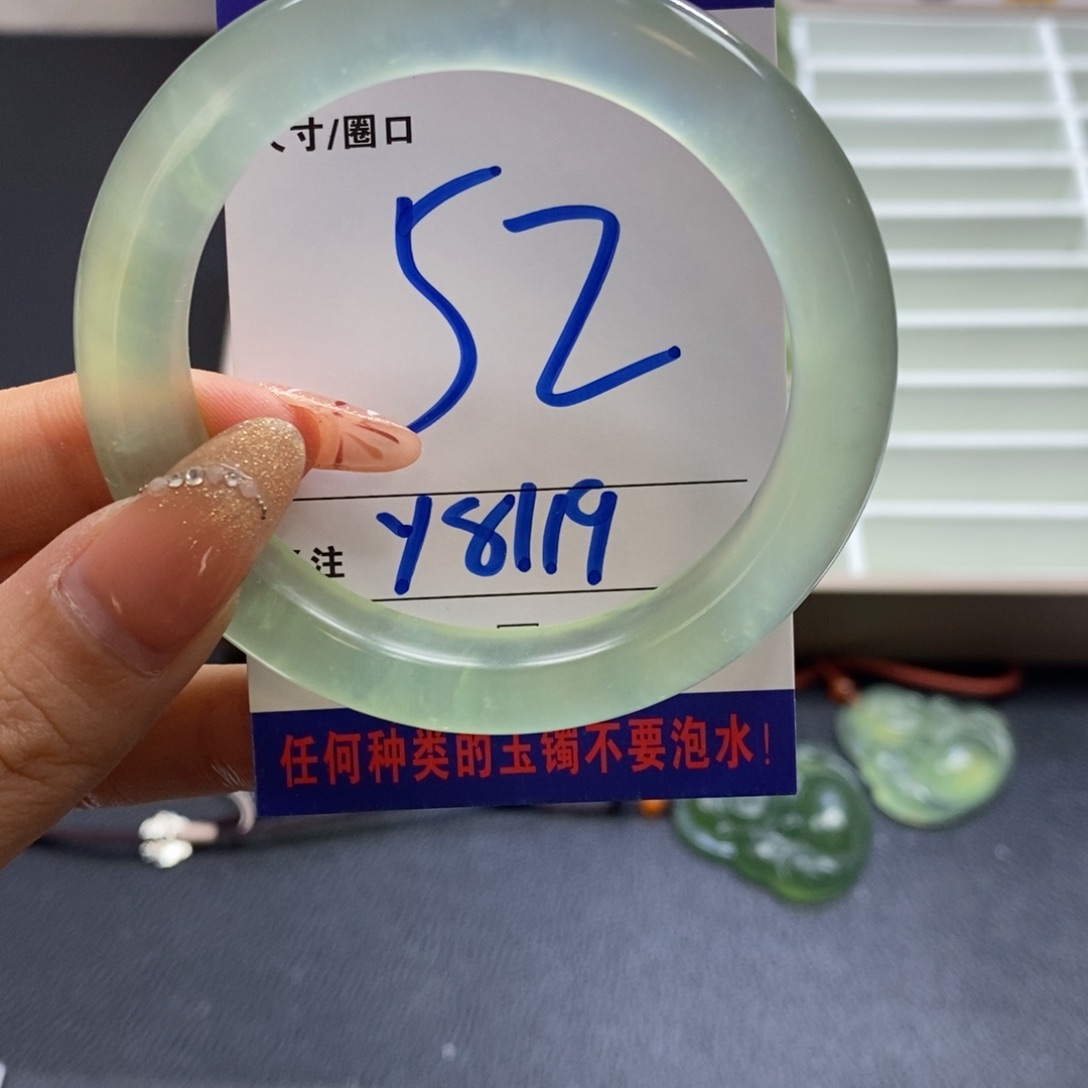 寸/圈口
52
注 Y8119
任何种类的玉镯不要泡水！